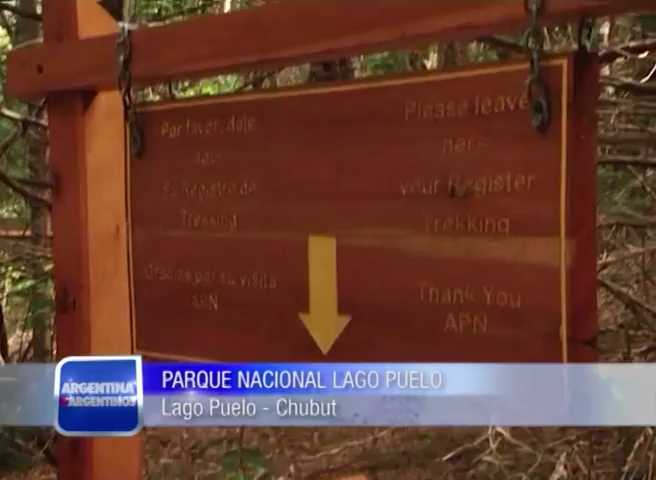 Por favor, deje
aquí
Su Registro de
Trekking
Gracias por su visita
APN
Please leave
here
your Register
Trekking
Thank You
APN
PARQUE NACIONAL LAGO PUELO
Lago Puelo - Chubut
ARGENTINA
ARGENTINOS